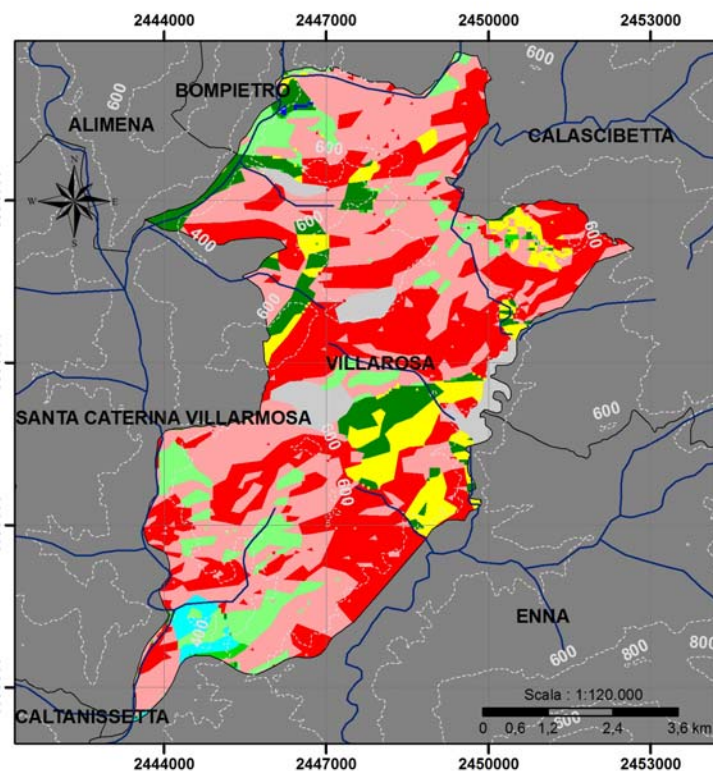 2444000 2447000 2450000 2453000
600
600
BOMPIETRO
ALIMENA
CALASCIBETTA
600
N
W E
S
600
600
400
600
VILLAROSA
SANTA CATERINA VILLARMOSA
600
600
600
ENNA
400
600
800
800
Scala : 1:120.000
CALTANISSETTA
0 0,6 1,2 2,4 3,6 km
2444000 2447000 2450000 2453000